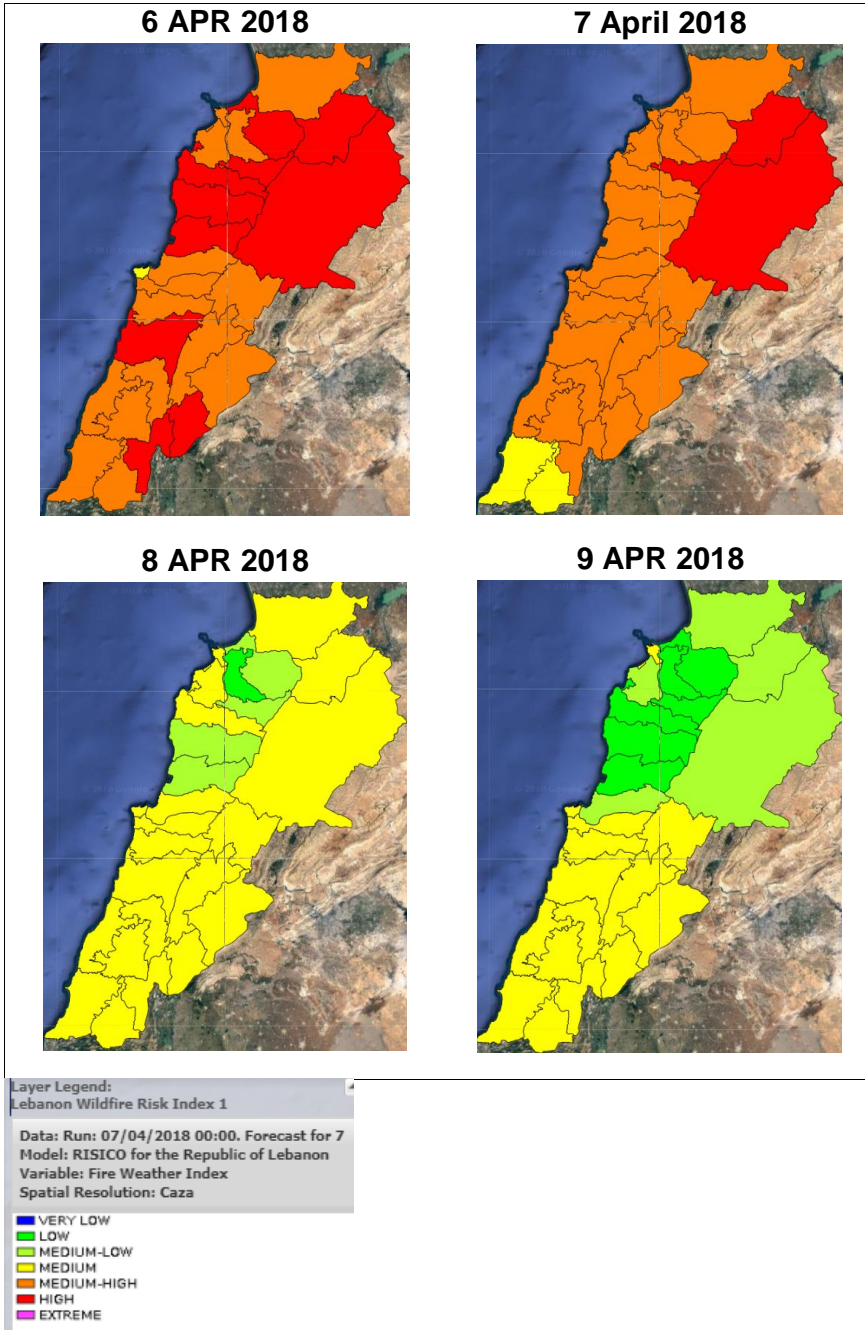 6 APR 2018
7 April 2018
8 APR 2018
9 APR 2018
Layer Legend:
Lebanon Wildfire Risk Index 1
Data: Run: 07/04/2018 00:00. Forecast for 7
Model: RISICO for the Republic of Lebanon
Variable: Fire Weather Index
Spatial Resolution: Caza
VERY LOW
LOW
MEDIUM-LOW
MEDIUM
MEDIUM-HIGH
HIGH
EXTREME